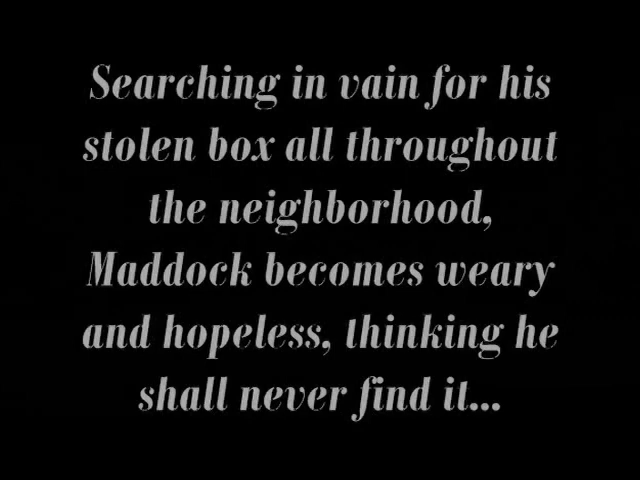 Searching in vain for his
stolen box all throughout
the neighborhood,
Maddock becomes weary
and hopeless, thinking he
shall never find it...